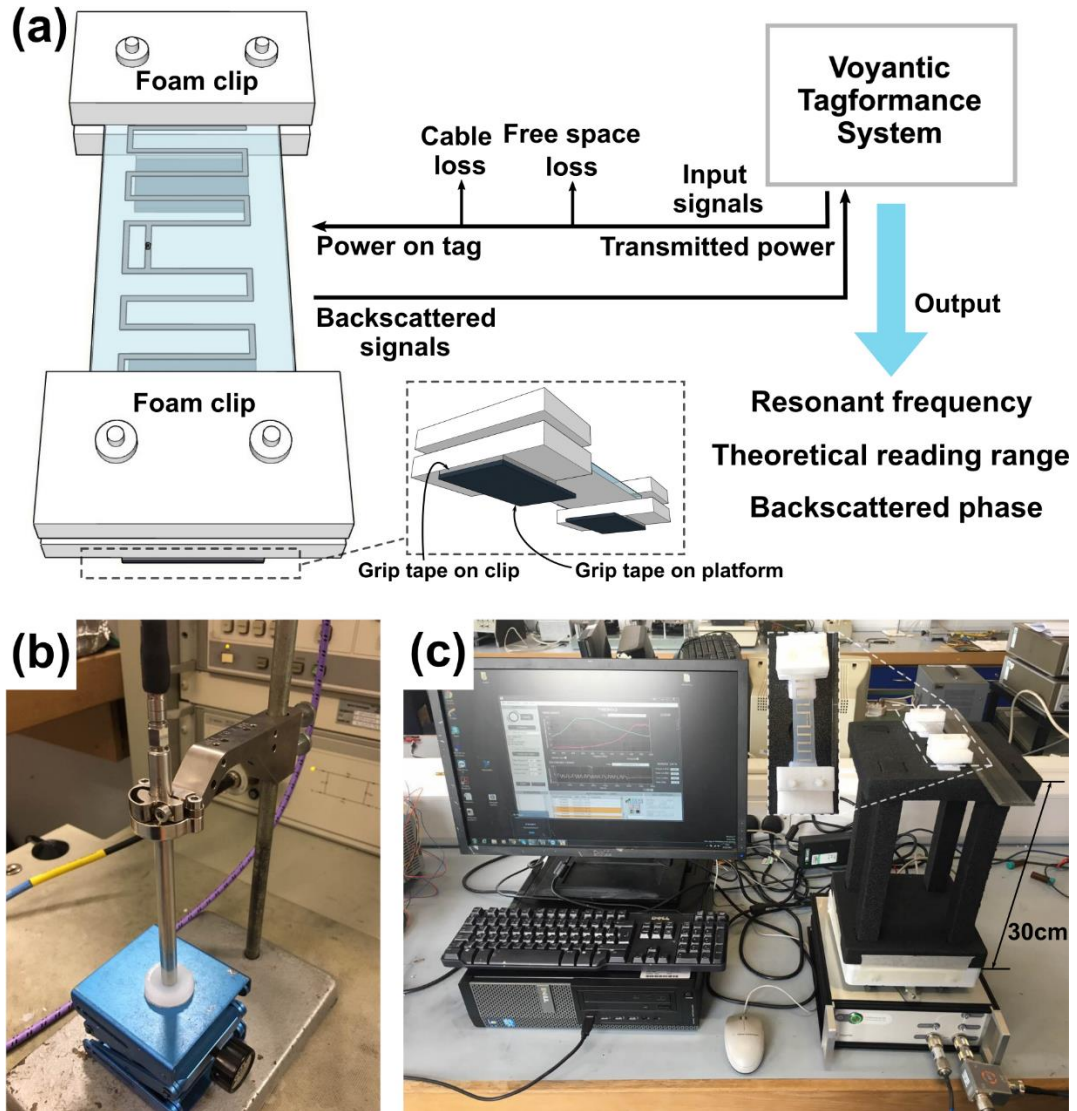 (a)
Foam clip
Voyantic
Tagformance
System
Cable
loss
Free space
loss
Input
signals
Power on tag
Transmitted power
Backscattered
signals
Output
Foam clip
Resonant frequency
Theoretical reading range
Backscattered phase
Grip tape on clip
Grip tape on platform
(b)
(c)
DELL
30cm